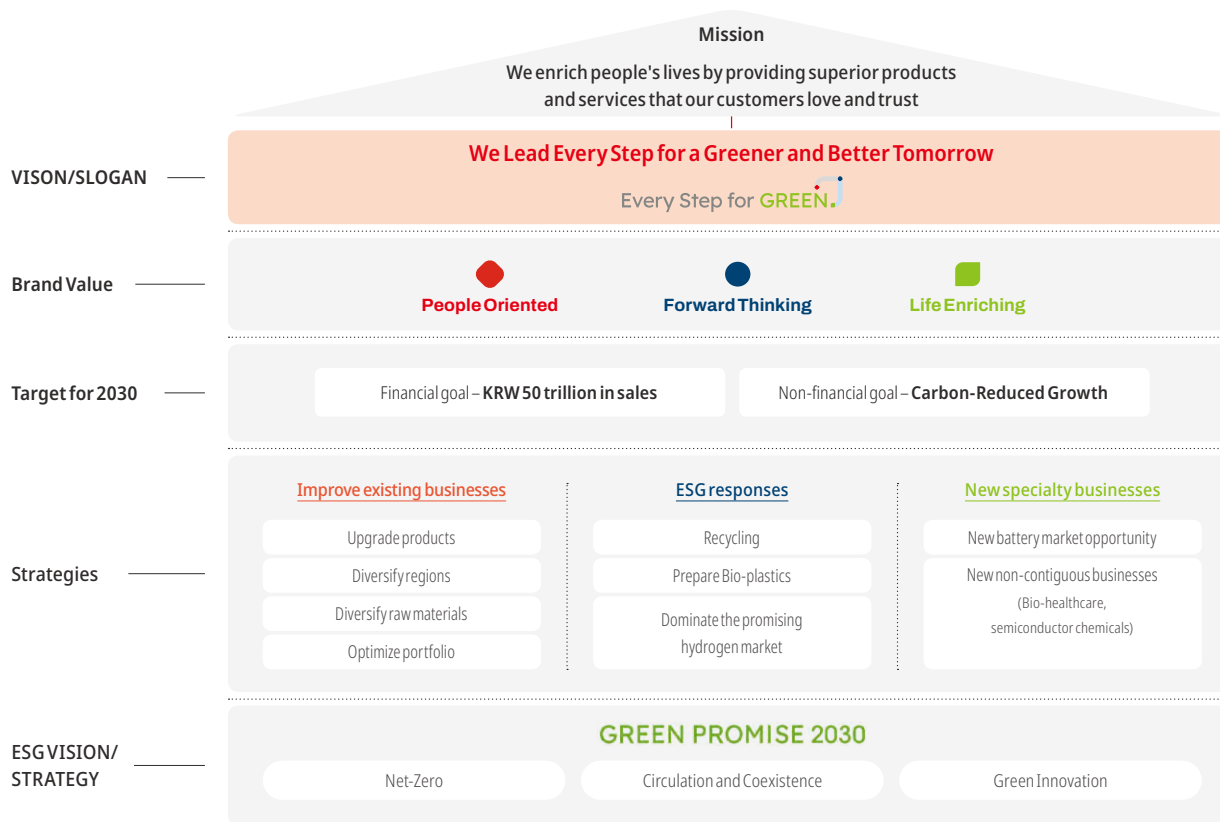 Mission
We enrich people's lives by providing superior products
and services that our customers love and trust
VISON/SLOGAN
We Lead Every Step for a Greener and Better Tomorrow
Every Step for GREEN.
Brand Value
People Oriented
Forward Thinking
Life Enriching
Target for 2030
Financial goal – KRW 50 trillion in sales
Non-financial goal – Carbon-Reduced Growth
Strategies
Improve existing businesses
Upgrade products
Diversify regions
Diversify raw materials
Optimize portfolio
ESG responses
Recycling
Prepare Bio-plastics
Dominate the promising
hydrogen market
New specialty businesses
New battery market opportunity
New non-contiguous businesses
(Bio-healthcare,
semiconductor chemicals)
ESG VISION/
STRATEGY
GREEN PROMISE 2030
Net-Zero
Circulation and Coexistence
Green Innovation